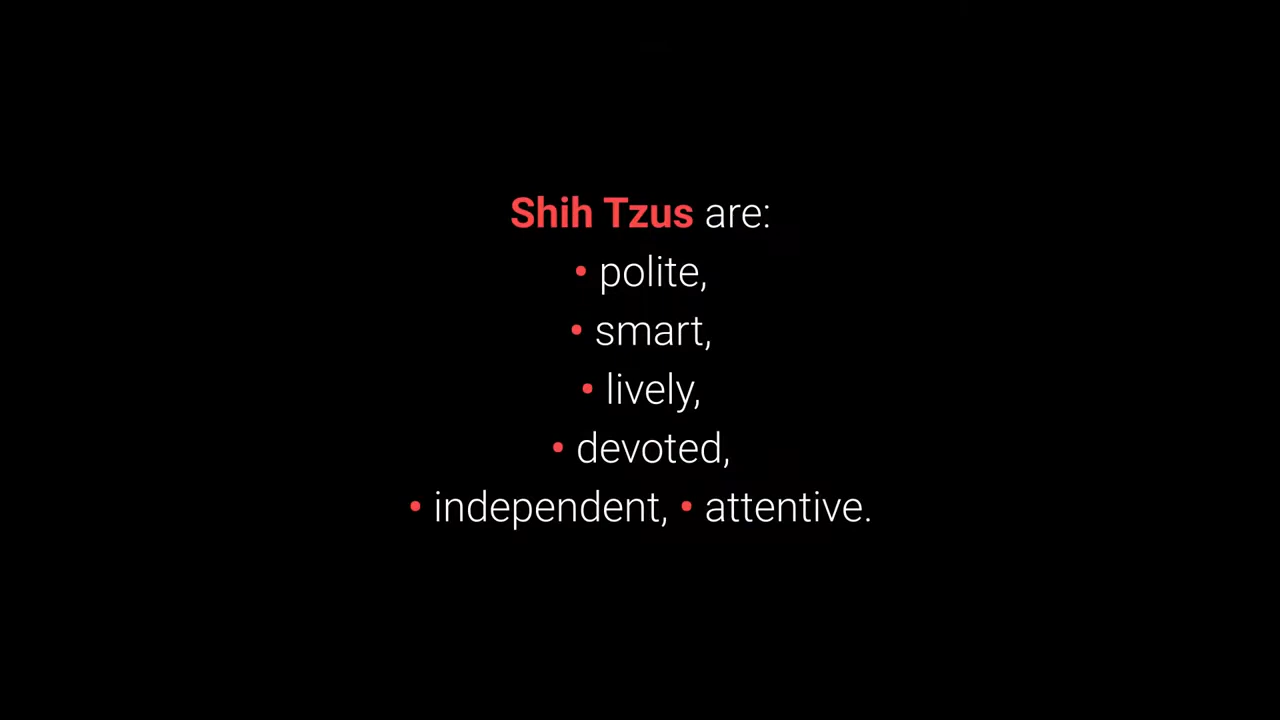 Shih Tzus are:
• polite,
• smart,
• lively,
• devoted,
• independent, • attentive.